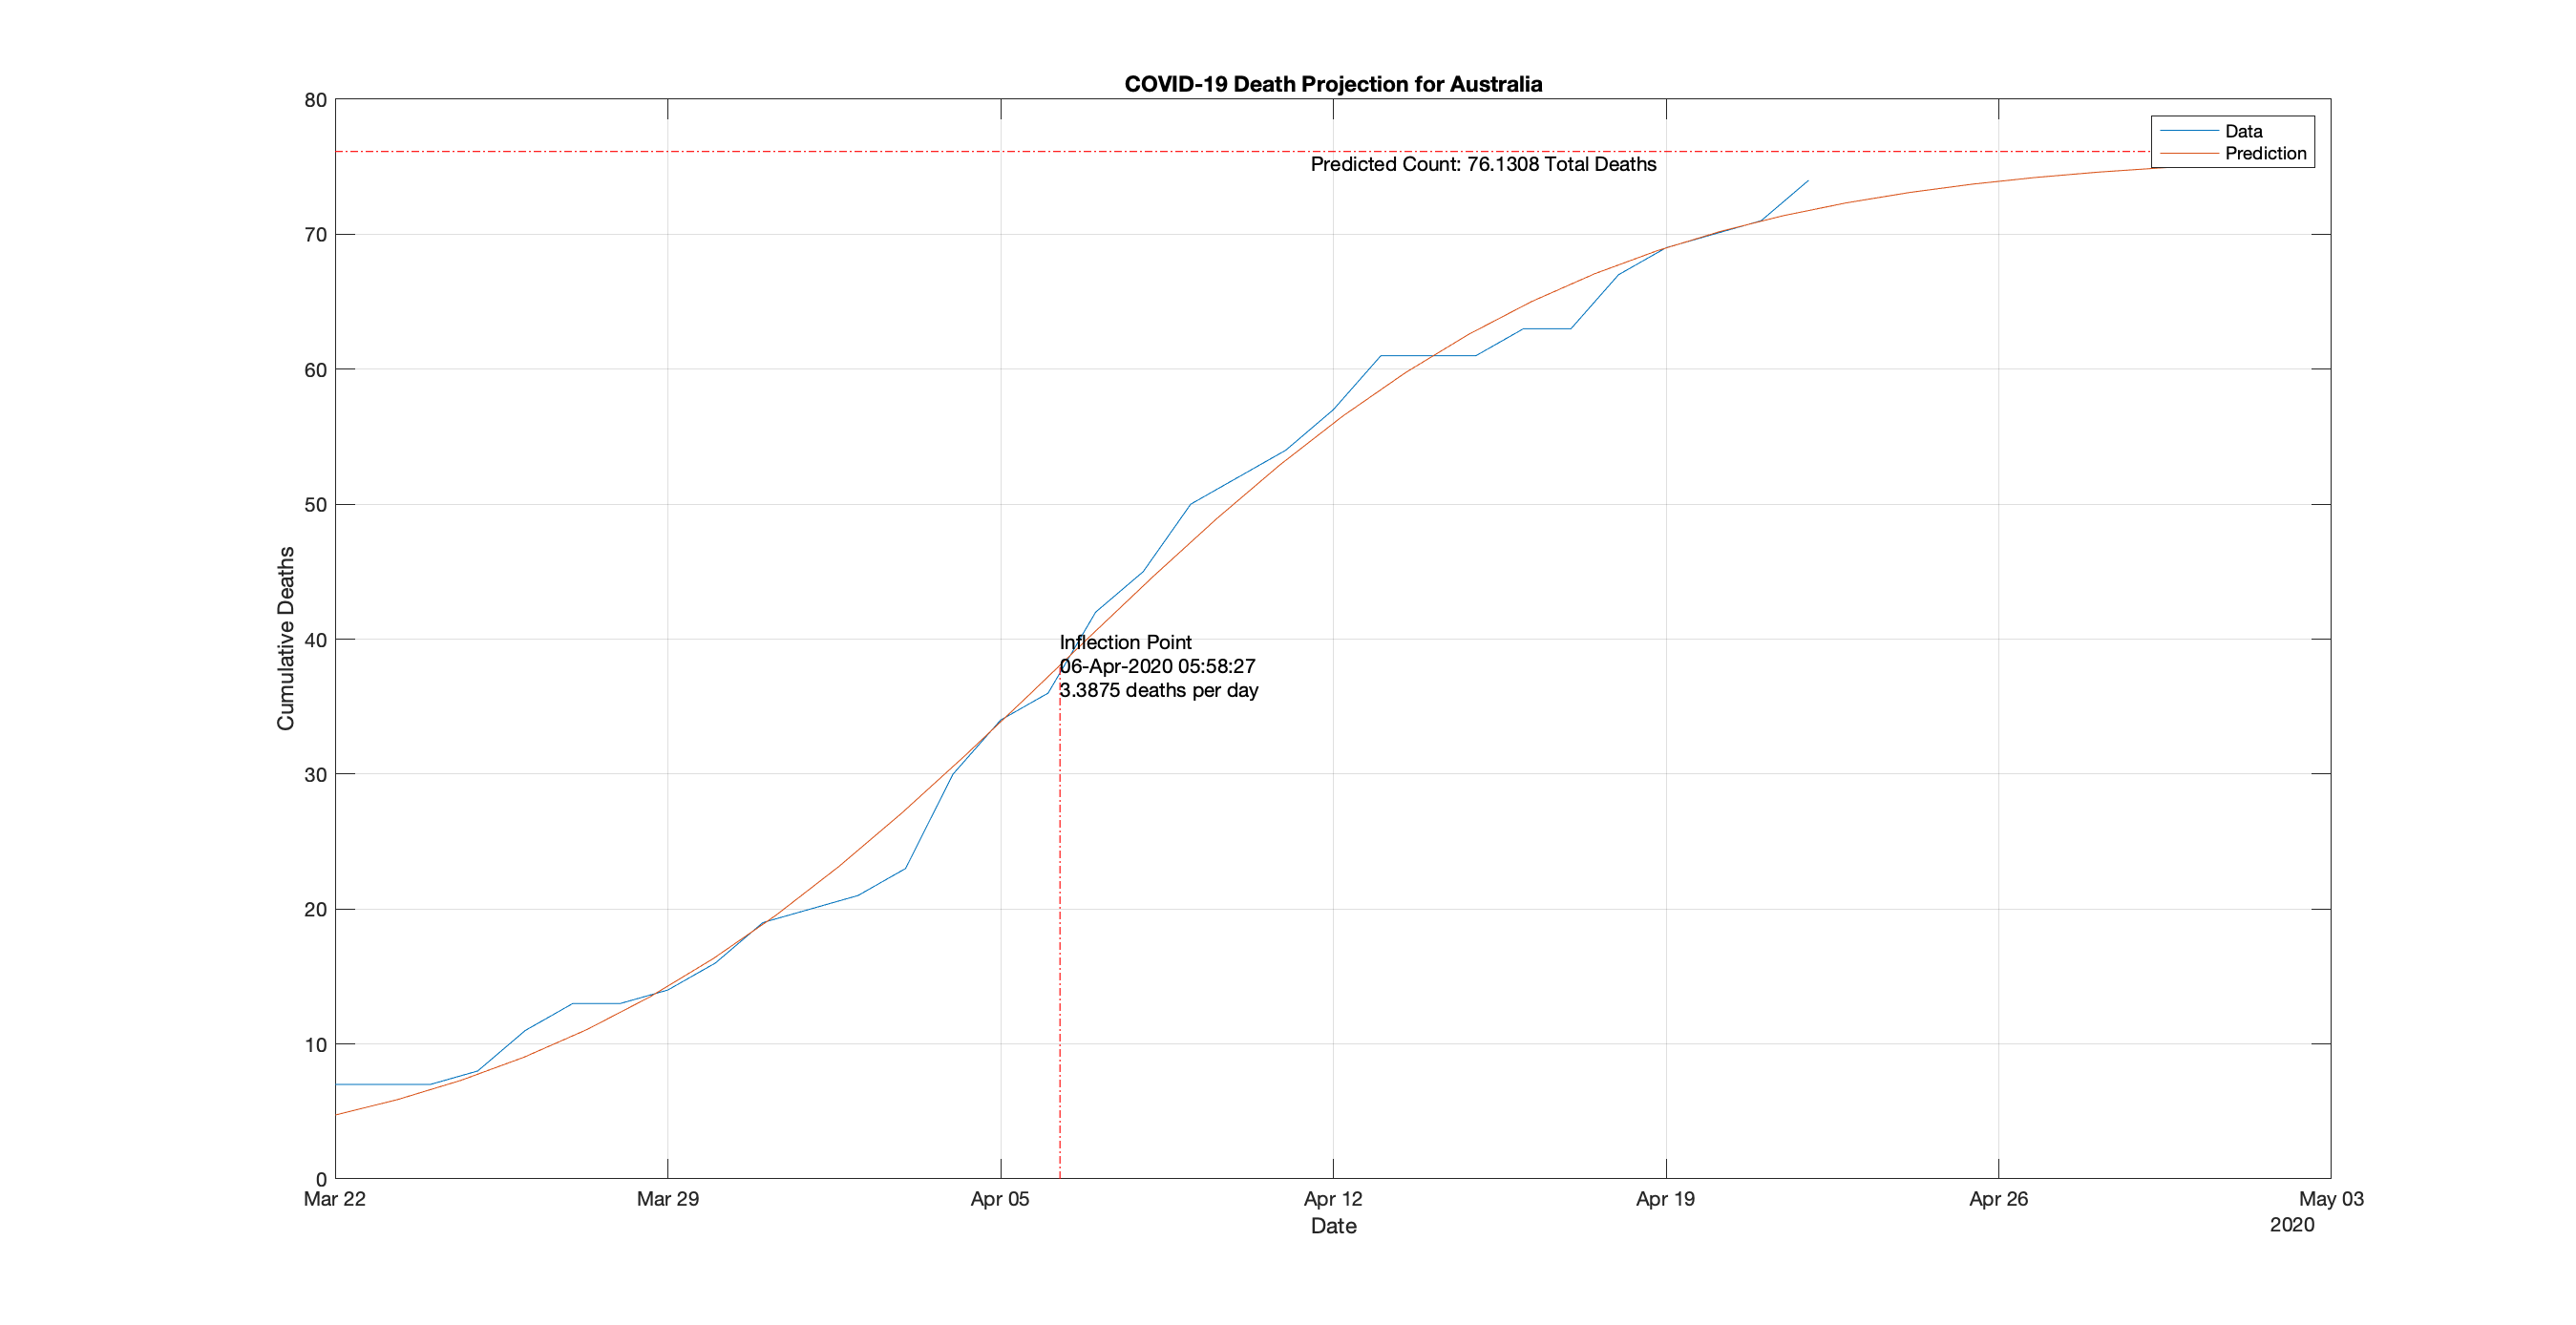 COVID-19 Death Projection for Australia
80
70
60
50
40
30
20
10
0
Cumulative Deaths
Data
Prediction
Predicted Count: 76.1308 Total Deaths
Inflection Point
06-Apr-2020 05:58:27
3.3875 deaths per day
Mar 22 Mar 29 Apr 05 Apr 12 Apr 19 Apr 26 May 03
Date
2020